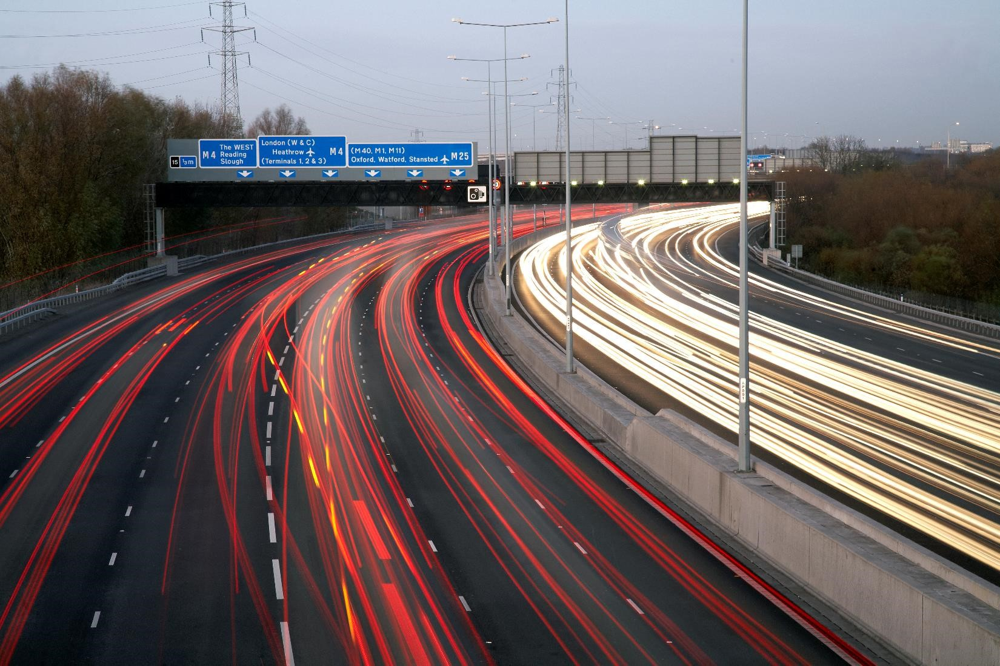 15 ⅓ m
M4
The WEST
Reading
Slough
London (W & C)
Heathrow M4
(Terminals 1, 2 & 3)
(M40, M1, M11)
Oxford, Watford, Stansted M25